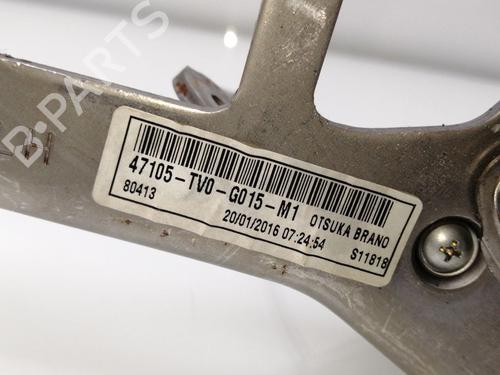 B-PARTS
47105-TV0-G015-M1 OTSUKA BRANO
80413 20/01/2016 07:24:54 S11818